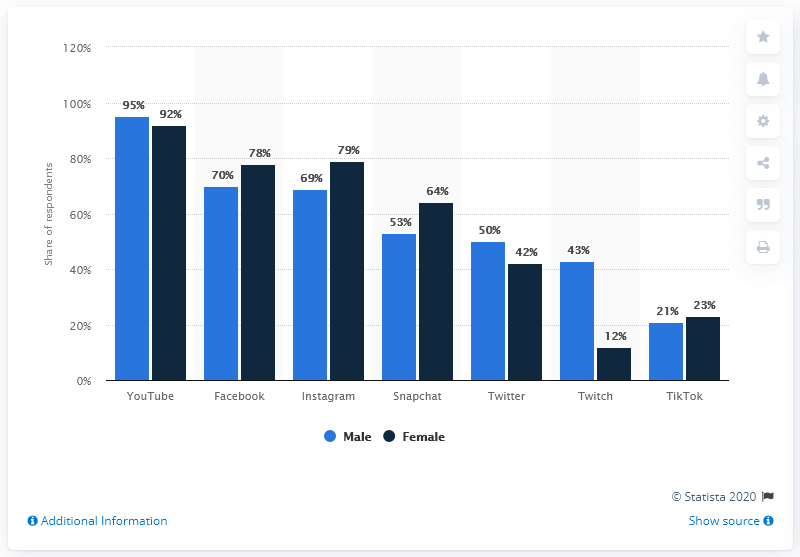 120%
100%
80%
60%
40%
20%
0%
Share of respondents
95%
92%
70%
78%
69%
79%
53%
64%
50%
42%
43%
12%
21%
23%
YouTube
Facebook
Instagram
Snapchat
Twitter
Twitch
TikTok
Male
Female
© Statista 2020
Additional Information
Show source